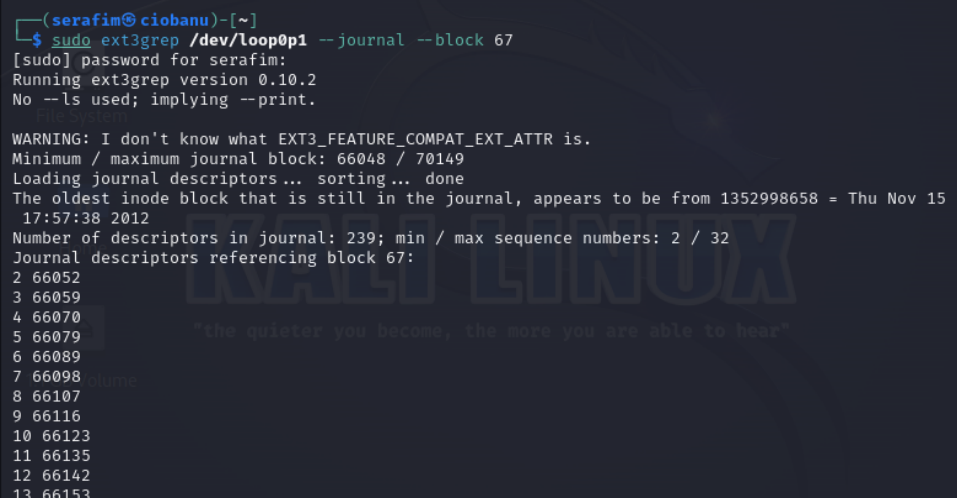 ┌──(serafim㉿ciobanu)-[~]
└─$ sudo ext3grep /dev/loop0p1 --journal --block 67
[sudo] password for serafim:
Running ext3grep version 0.10.2
No --ls used; implying --print.
File System
WARNING: I don't know what EXT3_FEATURE_COMPAT_EXT_ATTR is.
Minimum / maximum journal block: 66048 / 70149
Loading journal descriptors... sorting... done
The oldest inode block that is still in the journal, appears to be from 1352998658 = Thu Nov 15
17:57:38 2012
Number of descriptors in journal: 239; min / max sequence numbers: 2 / 32
Journal descriptors referencing block 67:
2 66052
3 66059
KALI LINUX
4 66070
5 66079
"the quieter you become, the more you are able to hear"
6 66089
7 66098
Volume
8 66107
9 66116
10 66123
11 66135
12 66142
13 66153